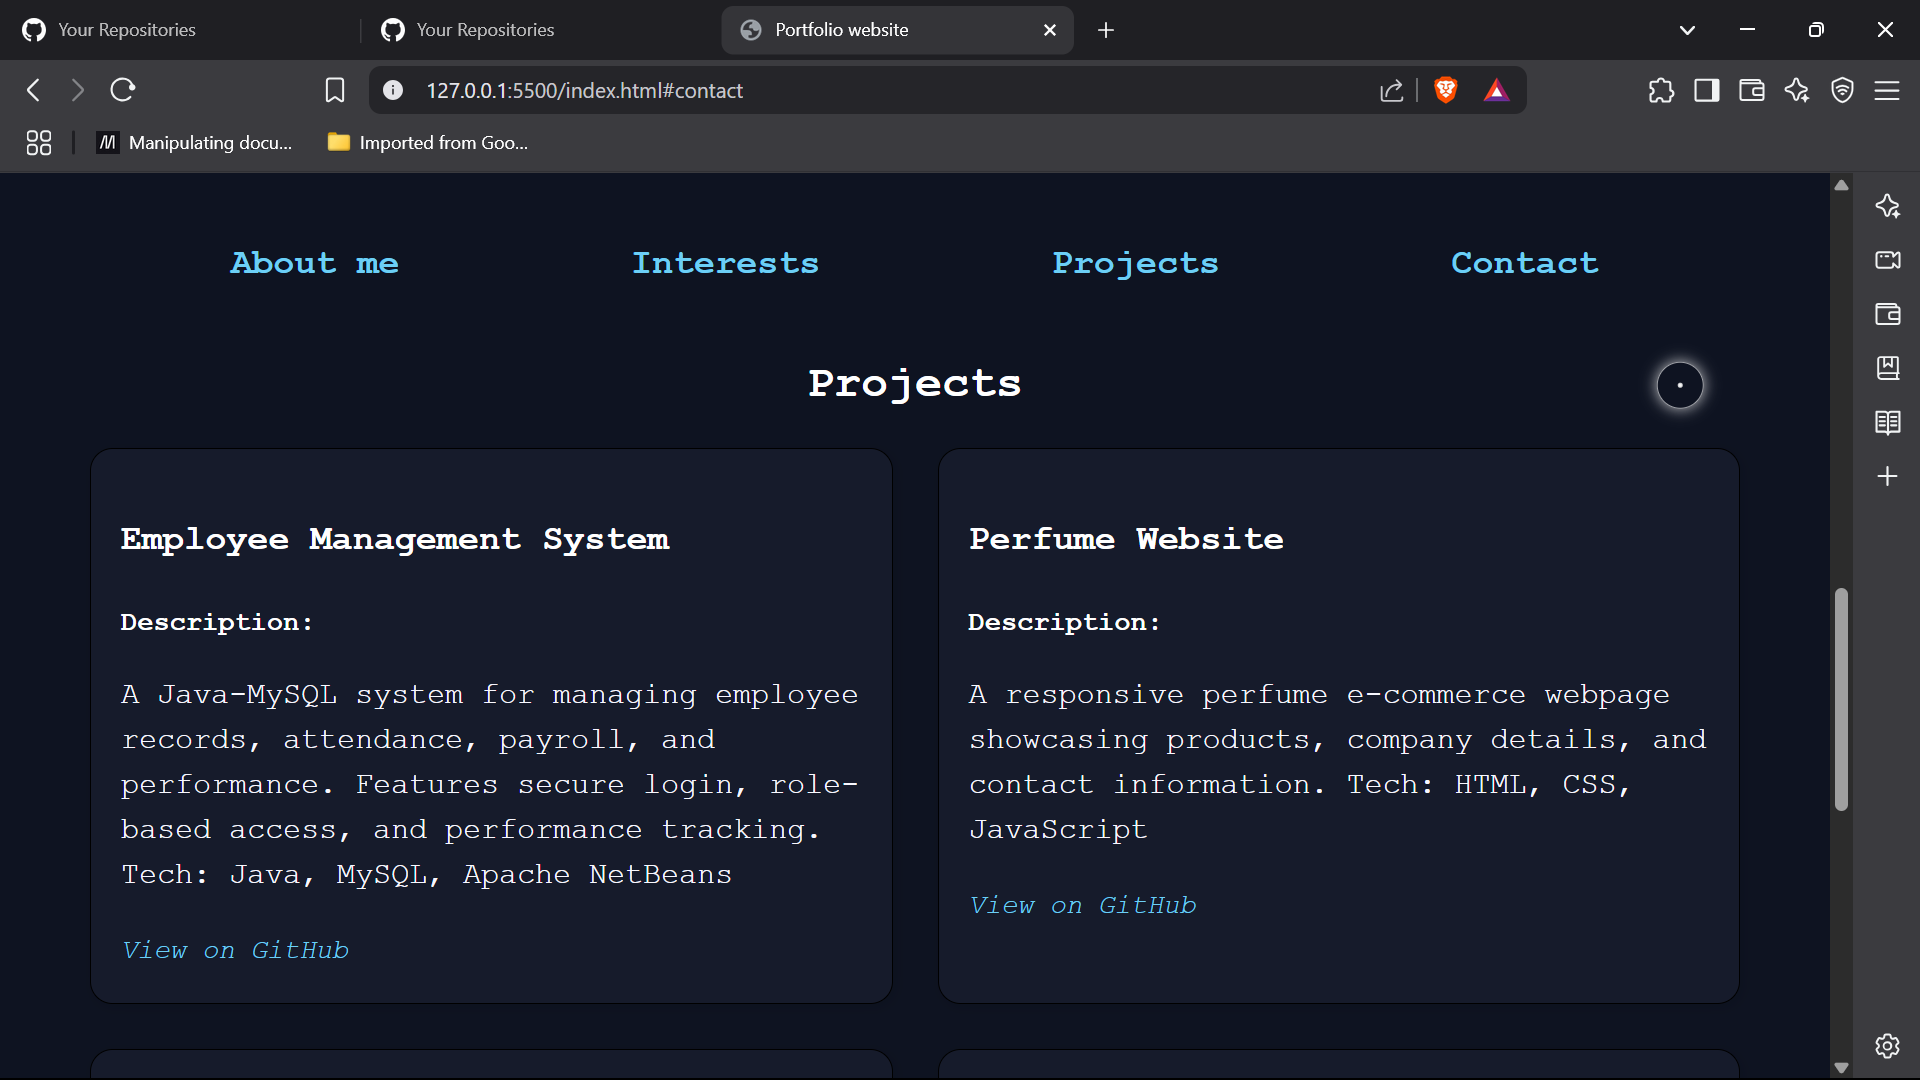 Your Repositories
Your Repositories
Portfolio website
127.0.0.1:5500/index.html#contact
Manipulating docu...
Imported from Goo...
About me
Interests
Projects
Contact
Projects
Employee Management System
Description:
A Java-MySQL system for managing employee
records, attendance, payroll, and
performance. Features secure login, role-
based access, and performance tracking.
Tech: Java, MySQL, Apache NetBeans
View on GitHub
Perfume Website
Description:
A responsive perfume e-commerce webpage
showcasing products, company details, and
contact information. Tech: HTML, CSS,
JavaScript
View on GitHub